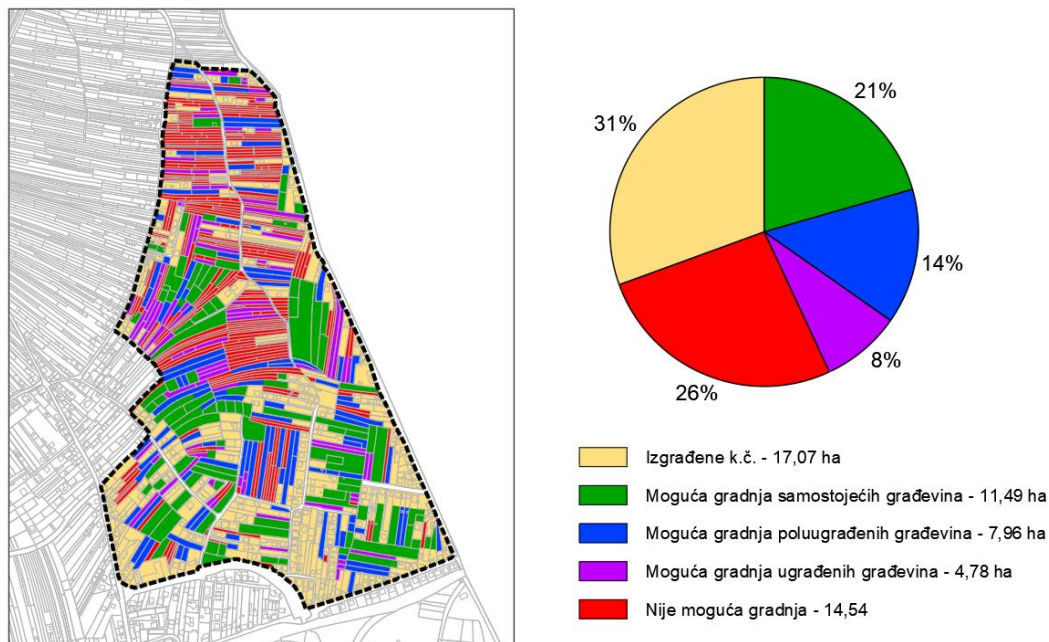 21%
31%
14%
8%
26%
Izgrađene k.č. - 17,07 ha
Moguća gradnja samostojećih građevina - 11,49 ha
Moguća gradnja poluugrađenih građevina - 7,96 ha
Moguća gradnja ugrađenih građevina - 4,78 ha
Nije moguća gradnja - 14,54